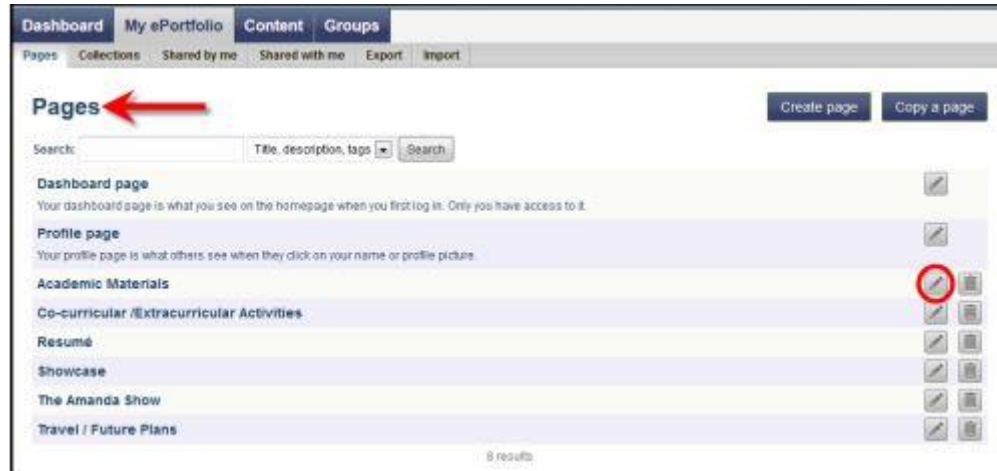 Dashboard My ePortfolio Content Groups
Pages Collections Shared by me Shared with me Export Import
Pages
Create page Copy a page
Search: Title, description, tags Search
Dashboard page
Your dashboard page is what you see on the homepage when you first log in. Only you have access to it.
Profile page
Your profile page is what others see when they click on your name or profile picture.
Academic Materials
Co-curricular /Extracurricular Activities
Resumé
Showcase
The Amanda Show
Travel / Future Plans
8 results